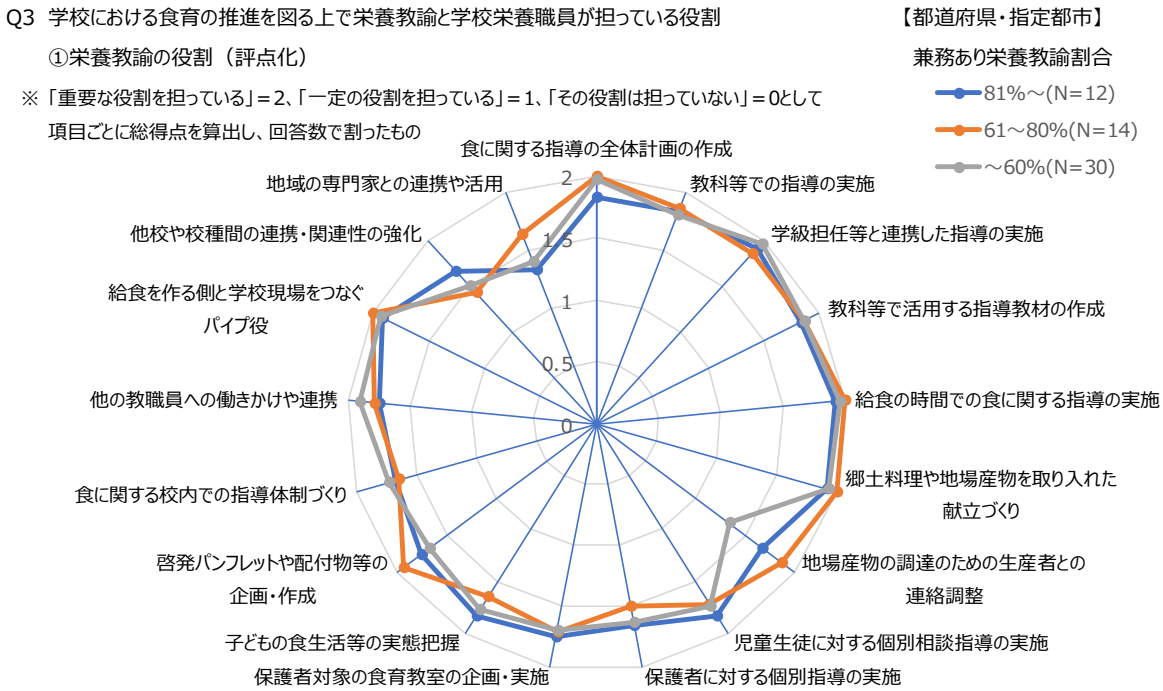 Q3 学校における食育の推進を図る上で栄養教諭と学校栄養職員が担っている役割
【都道府県・指定都市】
①栄養教諭の役割（評点化）
兼務あり栄養教諭割合
※「重要な役割を担っている」＝2、「一定の役割を担っている」＝1、「その役割は担っていない」＝0として
項目ごとに総得点を算出し、回答数で割ったもの
81%～(N=12)
61～80%(N=14)
～60%(N=30)
食に関する指導の全体計画の作成
教科等での指導の実施
学級担任等と連携した指導の実施
教科等で活用する指導教材の作成
給食の時間での食に関する指導の実施
郷土料理や地場産物を取り入れた
献立づくり
地場産物の調達のための生産者との
連絡調整
児童生徒に対する個別相談指導の実施
保護者に対する個別指導の実施
保護者対象の食育教室の企画・実施
子どもの食生活等の実態把握
啓発パンフレットや配付物等の
企画・作成
食に関する校内での指導体制づくり
他の教職員への働きかけや連携
給食を作る側と学校現場をつなぐ
パイプ役
他校や校種間の連携・関連性の強化
地域の専門家との連携や活用
2
1.5
1
0.5
0